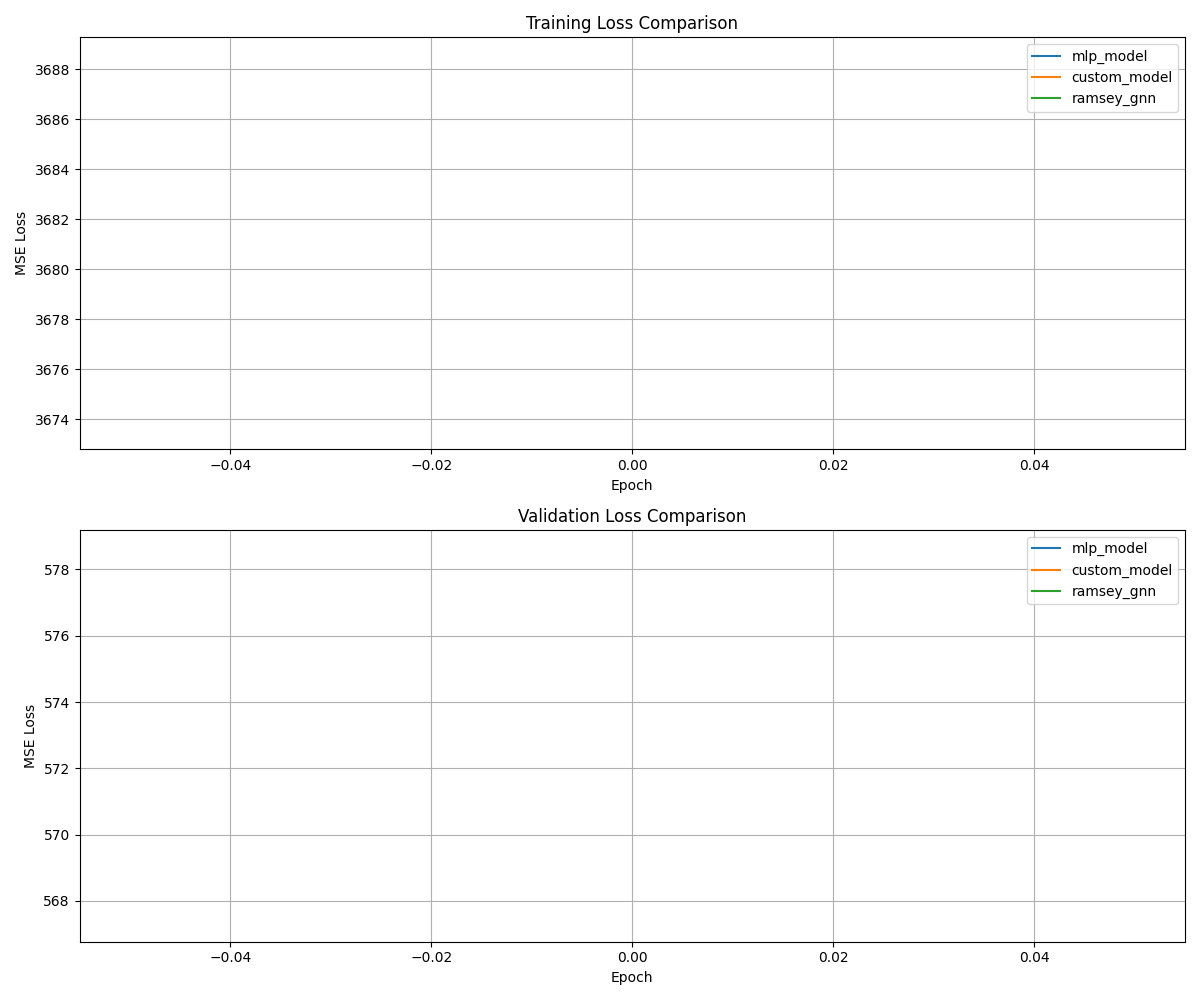 Training Loss Comparison
mlp_model
custom_model
ramsey_gnn
3688
3686
3684
3682
3680
3678
3676
3674
MSE Loss
−0.04
−0.02
0.00
0.02
0.04
Epoch
Validation Loss Comparison
mlp_model
custom_model
ramsey_gnn
578
576
574
572
570
568
MSE Loss
−0.04
−0.02
0.00
0.02
0.04
Epoch